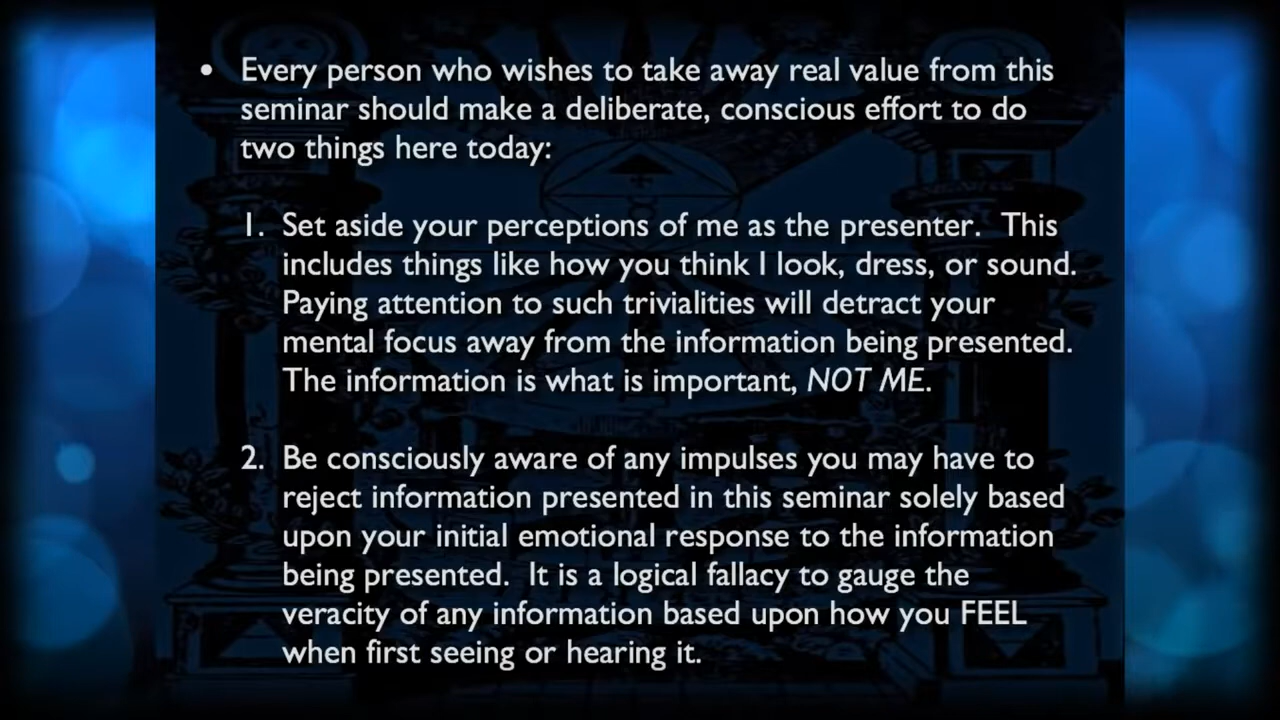 • Every person who wishes to take away real value from this
seminar should make a deliberate, conscious effort to do
two things here today:
1. Set aside your perceptions of me as the presenter. This
includes things like how you think I look, dress, or sound.
Paying attention to such trivialities will detract your
mental focus away from the information being presented.
The information is what is important, NOT ME.
2. Be consciously aware of any impulses you may have to
reject information presented in this seminar solely based
upon your initial emotional response to the information
being presented. It is a logical fallacy to gauge the
veracity of any information based upon how you FEEL
when first seeing or hearing it.